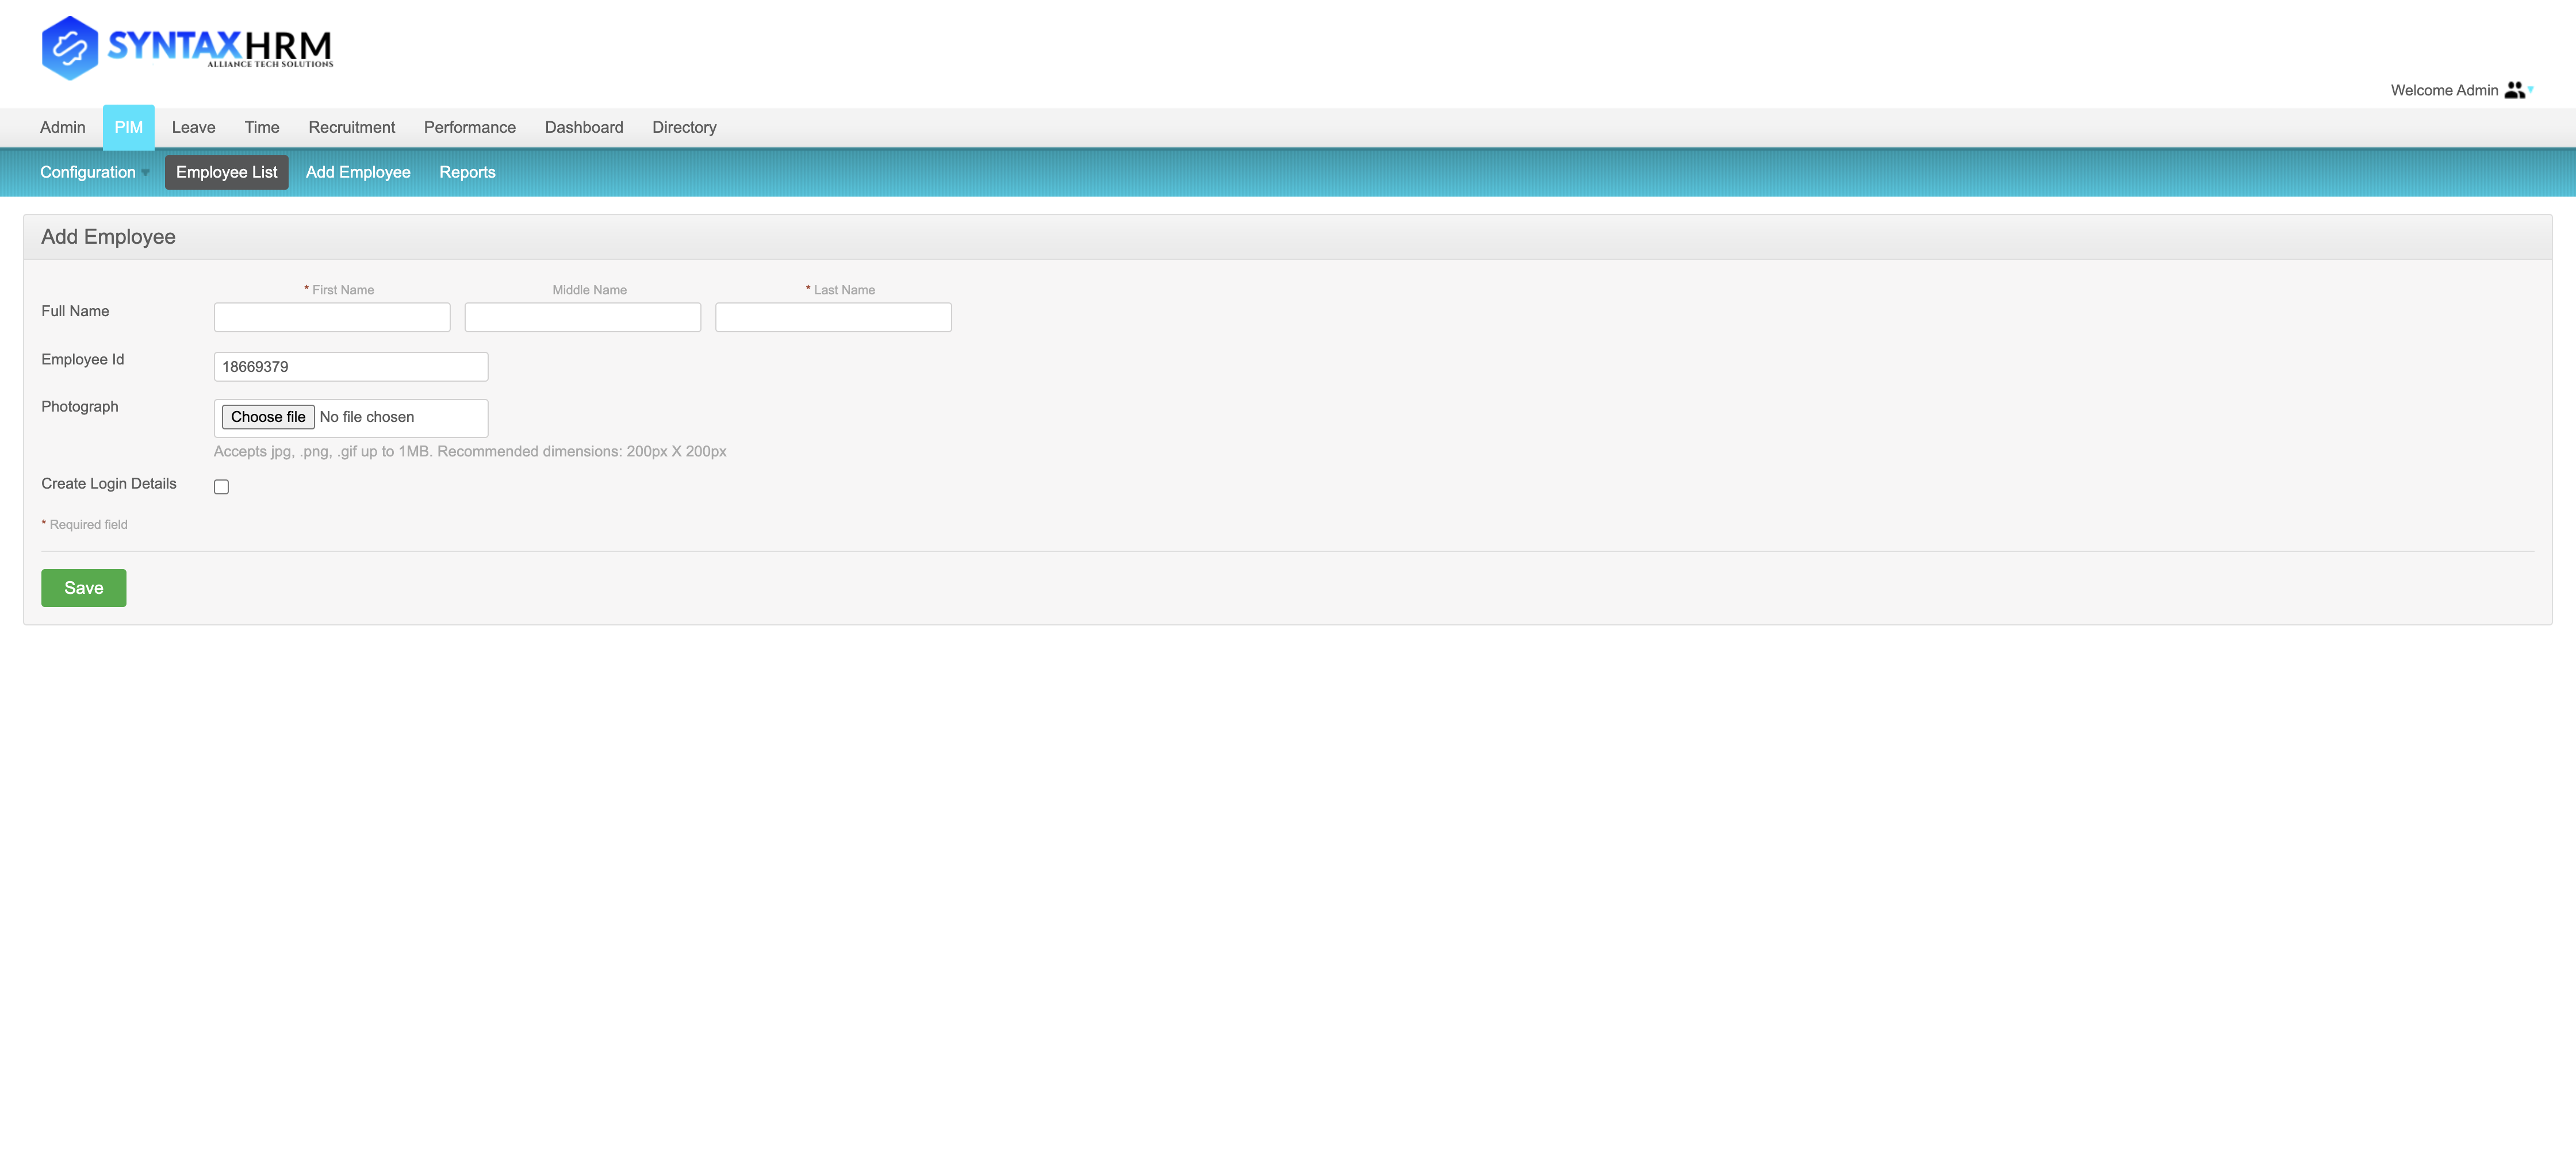 SYNTAXHRM
ALLIANCE TECH SOLUTIONS
Welcome Admin
Admin PIM Leave Time Recruitment Performance Dashboard Directory
Configuration Employee List Add Employee Reports
Add Employee
* First Name Middle Name * Last Name
Full Name
Employee Id 18669379
Photograph Choose file No file chosen
Accepts jpg, .png, .gif up to 1MB. Recommended dimensions: 200px X 200px
Create Login Details
* Required field
Save